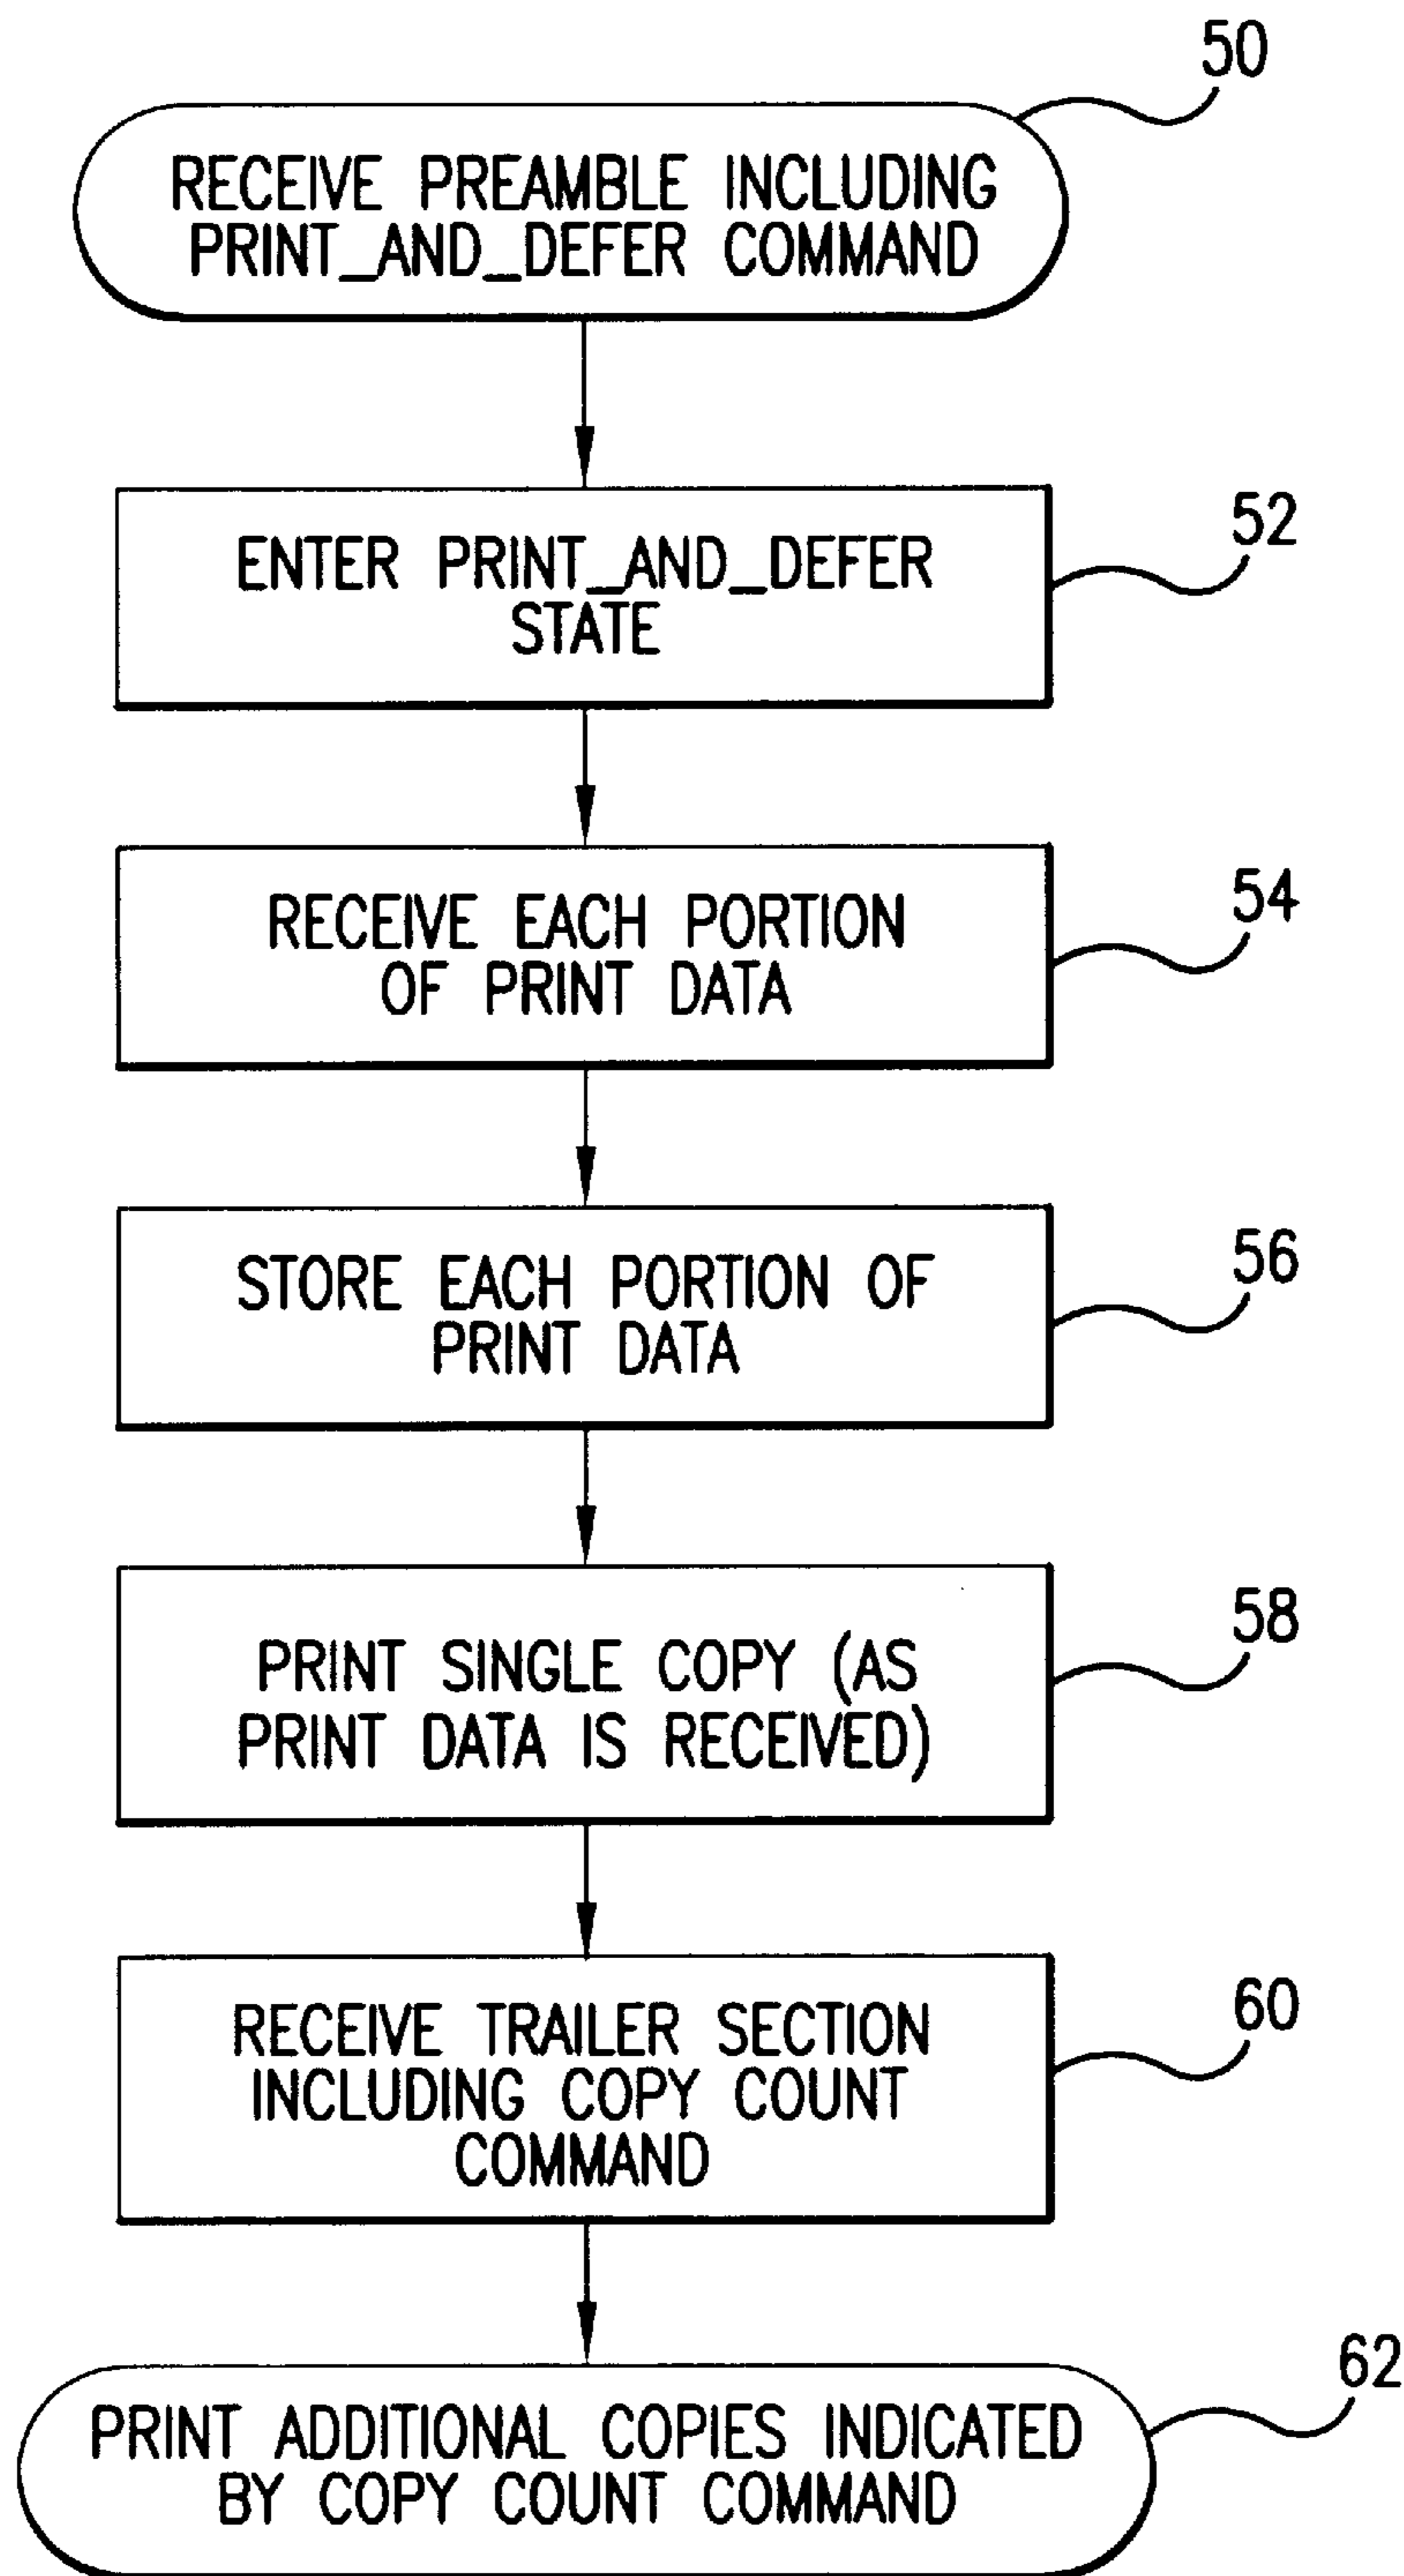 50
RECEIVE PREAMBLE INCLUDING
PRINT_AND_DEFER COMMAND
52
ENTER PRINT_AND_DEFER
STATE
54
RECEIVE EACH PORTION
OF PRINT DATA
56
STORE EACH PORTION OF
PRINT DATA
58
PRINT SINGLE COPY (AS
PRINT DATA IS RECEIVED)
60
RECEIVE TRAILER SECTION
INCLUDING COPY COUNT
COMMAND
62
PRINT ADDITIONAL COPIES INDICATED
BY COPY COUNT COMMAND